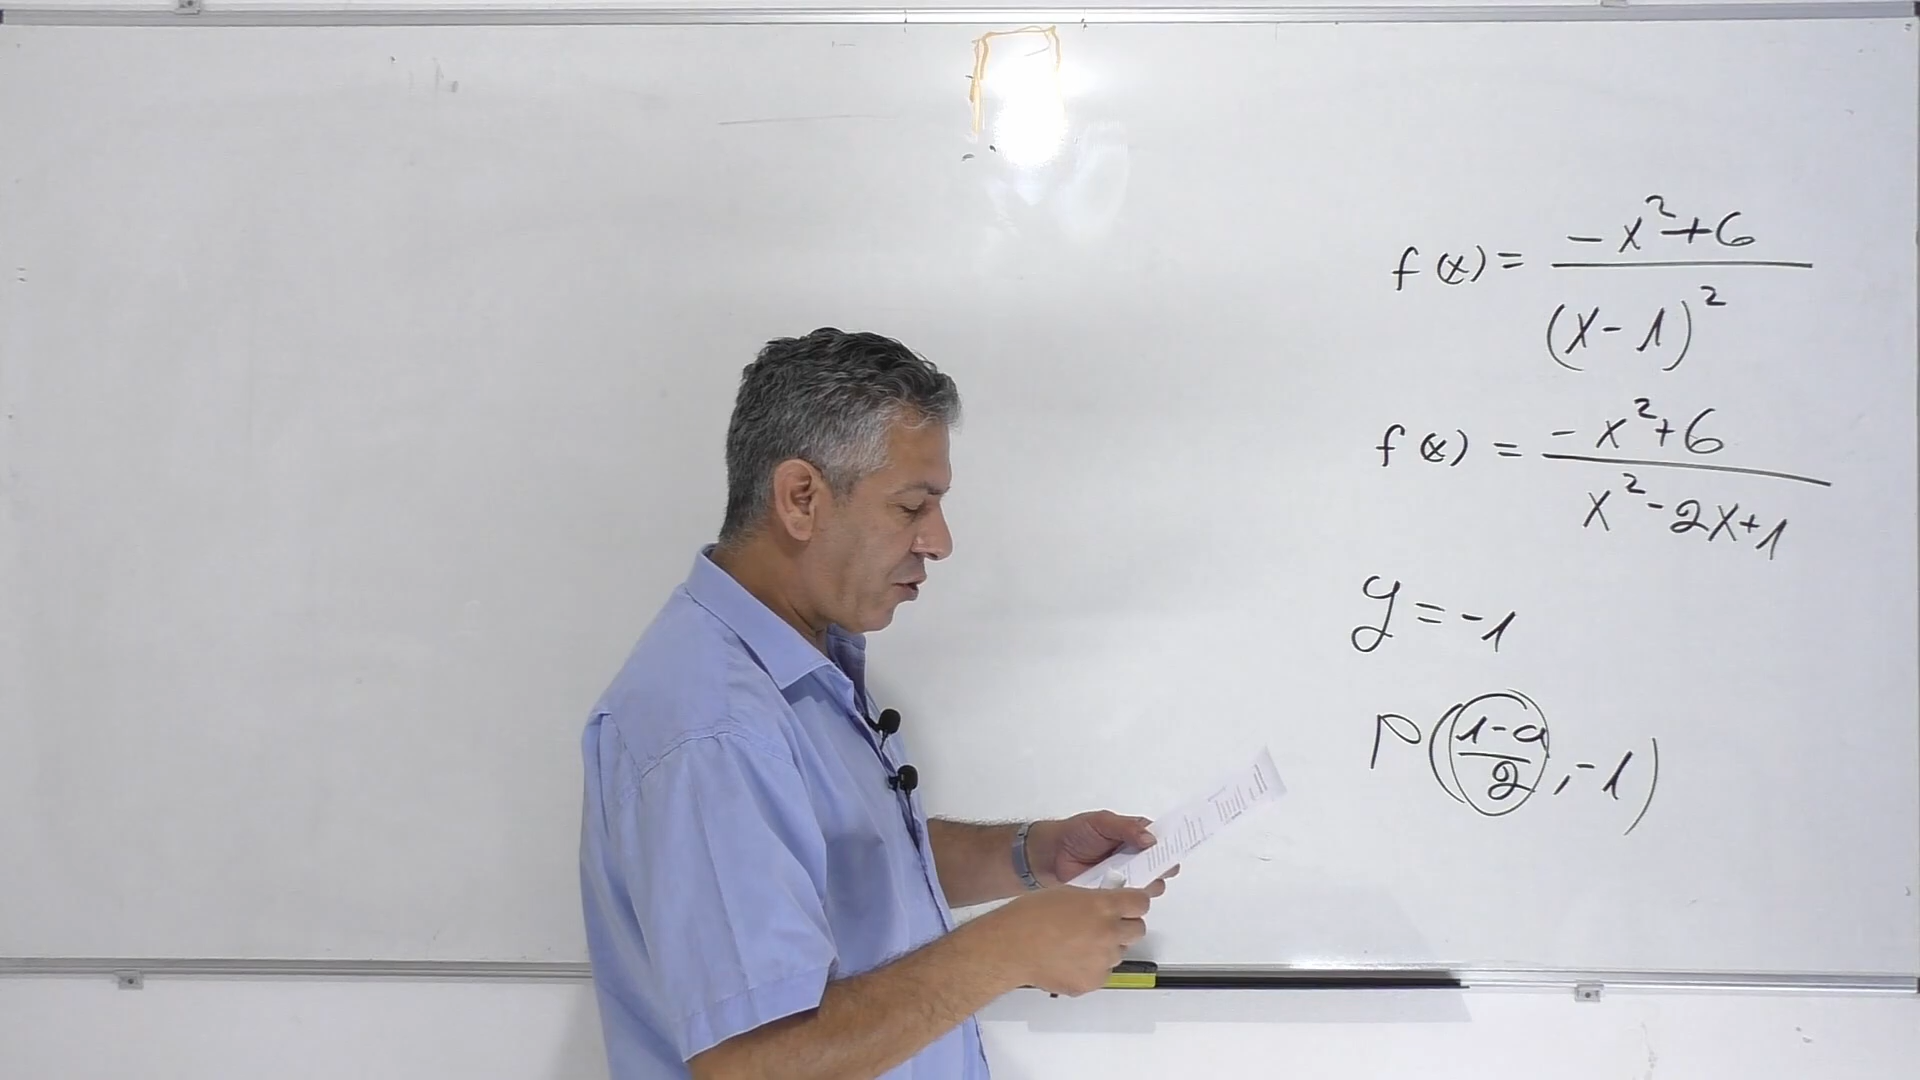 f(x) = (-x²+6)/(x-1)²
f(x) = (-x²+6)/(x²-2x+1)
y = -1
P((1-a)/2, -1)